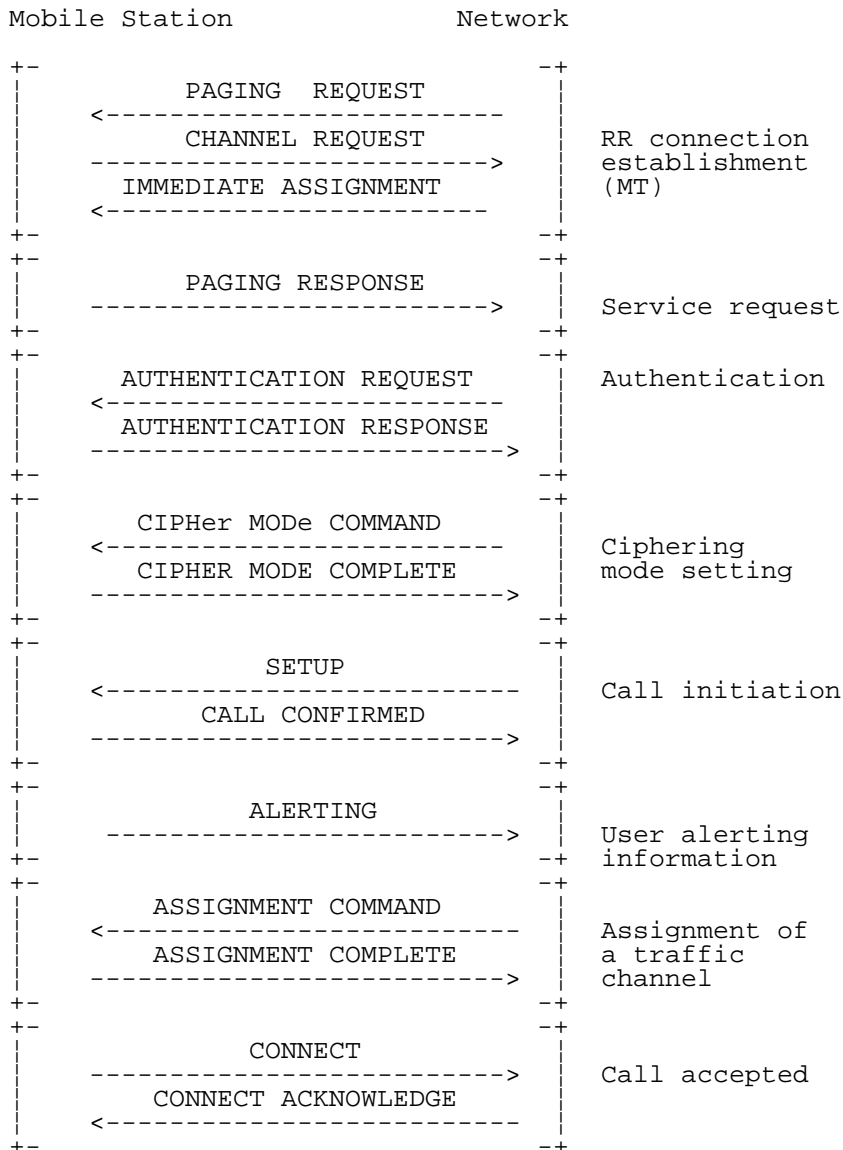 Mobile Station Network
PAGING REQUEST
CHANNEL REQUEST
RR connection
establishment
IMMEDIATE ASSIGNMENT
(MT)
PAGING RESPONSE
Service request
AUTHENTICATION REQUEST
Authentication
AUTHENTICATION RESPONSE
CIPHer MODe COMMAND
Ciphering
CIPHER MODE COMPLETE
mode setting
SETUP
Call initiation
CALL CONFIRMED
ALERTING
User alerting
information
ASSIGNMENT COMMAND
Assignment of
ASSIGNMENT COMPLETE
a traffic
channel
CONNECT
Call accepted
CONNECT ACKNOWLEDGE